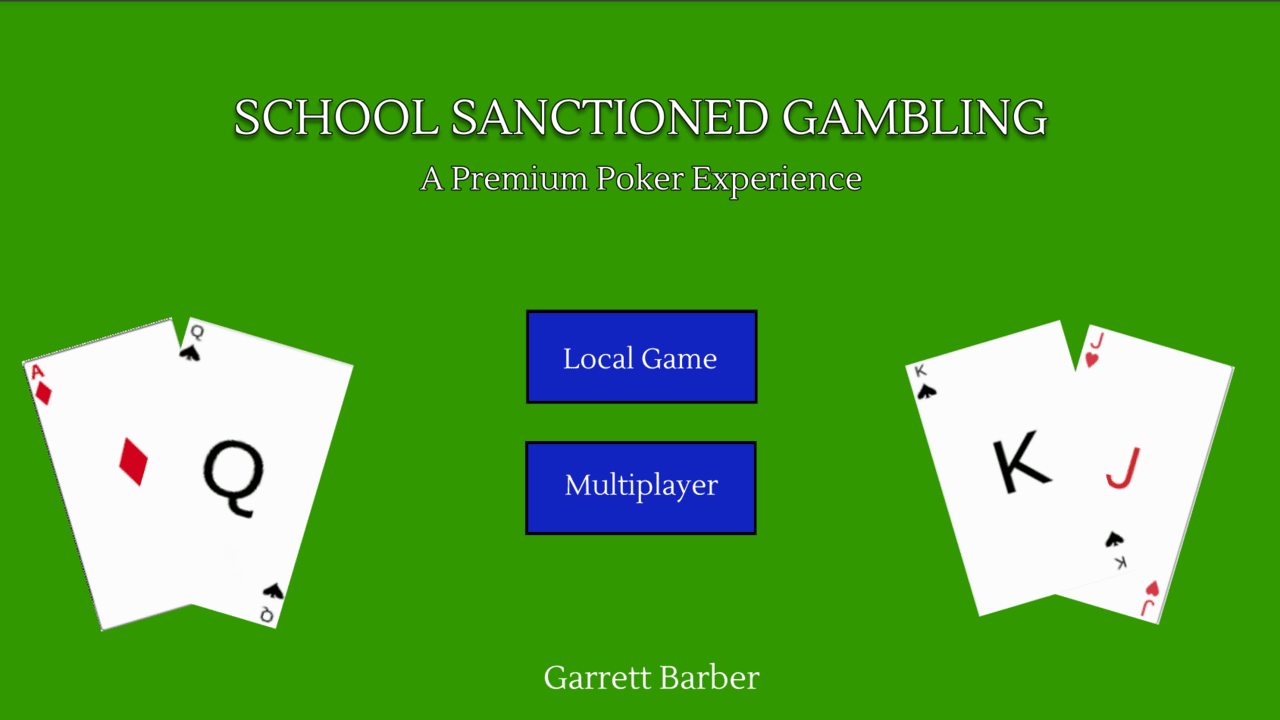 SCHOOL SANCTIONED GAMBLING
A Premium Poker Experience
A
Q
K
J
Local Game
Q
K
J
Multiplayer
K
Q
J
Garrett Barber